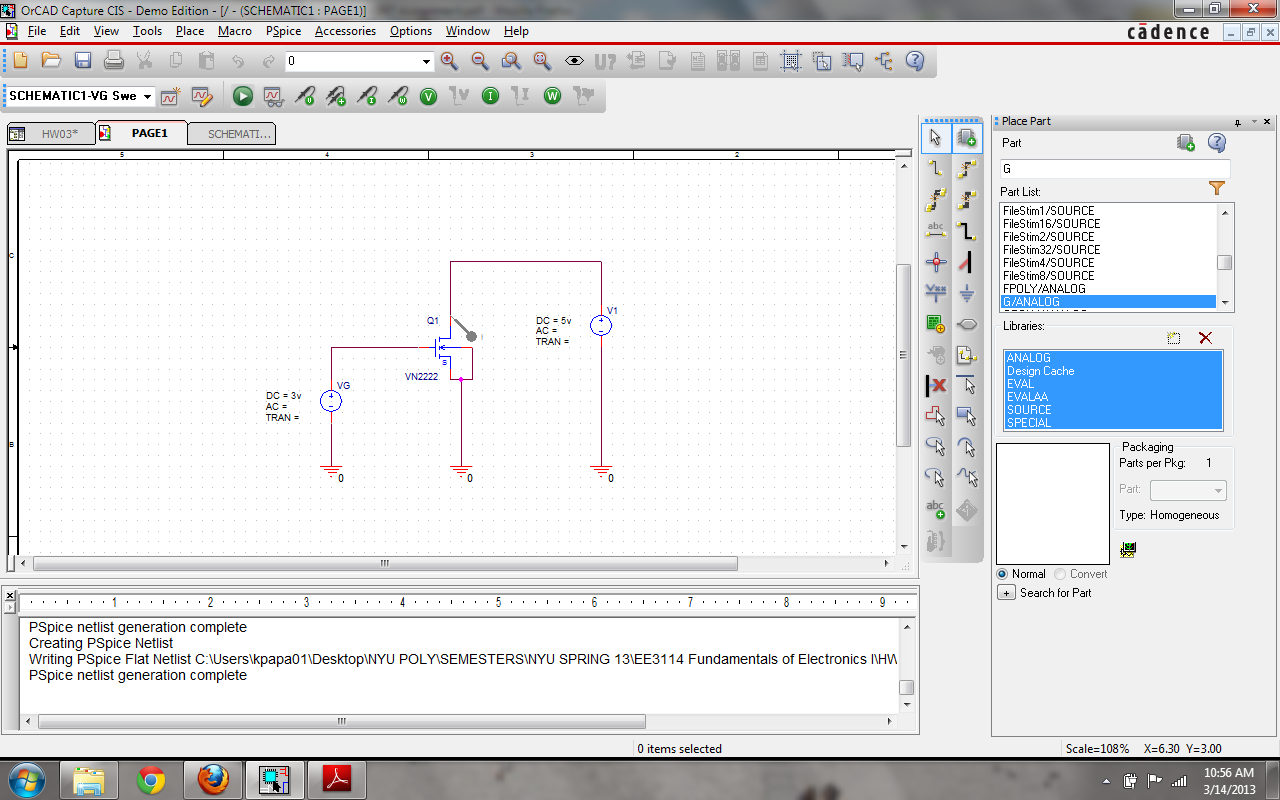 OrCAD Capture CIS - Demo Edition - [/ - (SCHEMATIC1 : PAGE1)]
File Edit View Tools Place Macro PSpice Accessories Options Window Help
cādence
0
U?
SCHEMATIC1-VG Swe
V I W
HW03* PAGE1 SCHEMATI...
5 4 3 2
C
B
Q1
S
VN2222
I
DC = 5v
AC =
TRAN =
V1
VG
DC = 3v
AC =
TRAN =
0 0 0
abc
Vxx
abc
Place Part
Part
G
Part List:
FileStim1/SOURCE
FileStim16/SOURCE
FileStim2/SOURCE
FileStim32/SOURCE
FileStim4/SOURCE
FileStim8/SOURCE
FPOLY/ANALOG
G/ANALOG
Libraries:
ANALOG
Design Cache
EVAL
EVALAA
SOURCE
SPECIAL
Packaging
Parts per Pkg: 1
Part:
Type: Homogeneous
Normal Convert
Search for Part
1 2 3 4 5 6 7 8 9
PSpice netlist generation complete
Creating PSpice Netlist
Writing PSpice Flat Netlist C:\Users\kpapa01\Desktop\NYU POLY\SEMESTERS\NYU SPRING 13\EE3114 Fundamentals of Electronics I\HW
PSpice netlist generation complete
0 items selected
Scale=108% X=6.30 Y=3.00
10:56 AM
3/14/2013